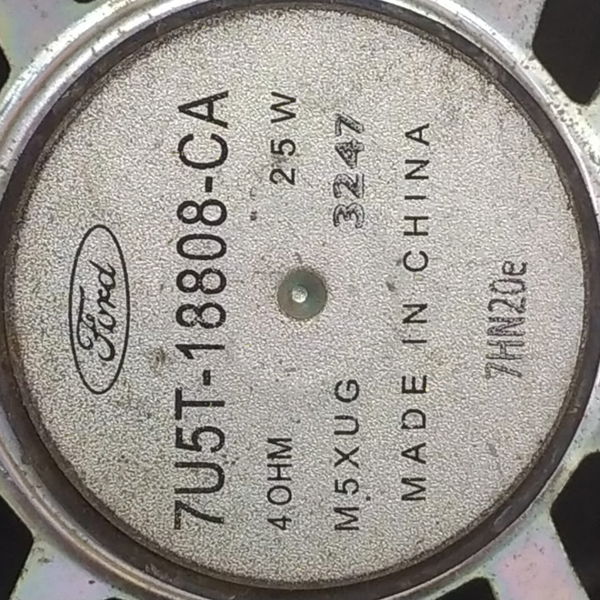 Ford
7U5T-18808-CA
4OHM 25W
M5XUG 3247
MADE IN CHINA
7HN20e